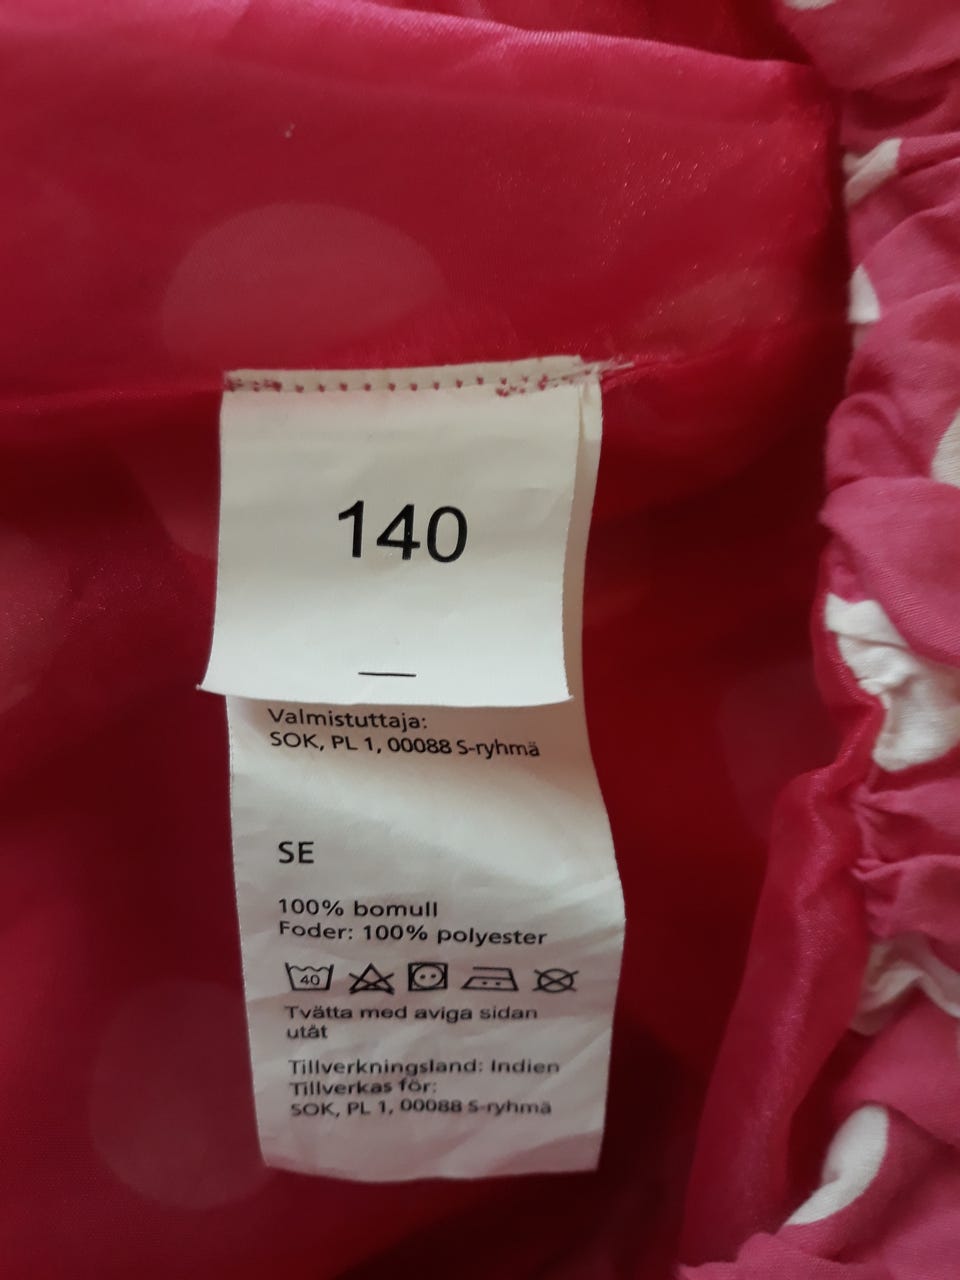 140
Valmistuttaja:
SOK, PL 1, 00088 S-ryhmä
SE
100% bomull
Foder: 100% polyester
40
Tvätta med aviga sidan
utåt
Tillverkningsland: Indien
Tillverkas för:
SOK, PL 1, 00088 S-ryhmä